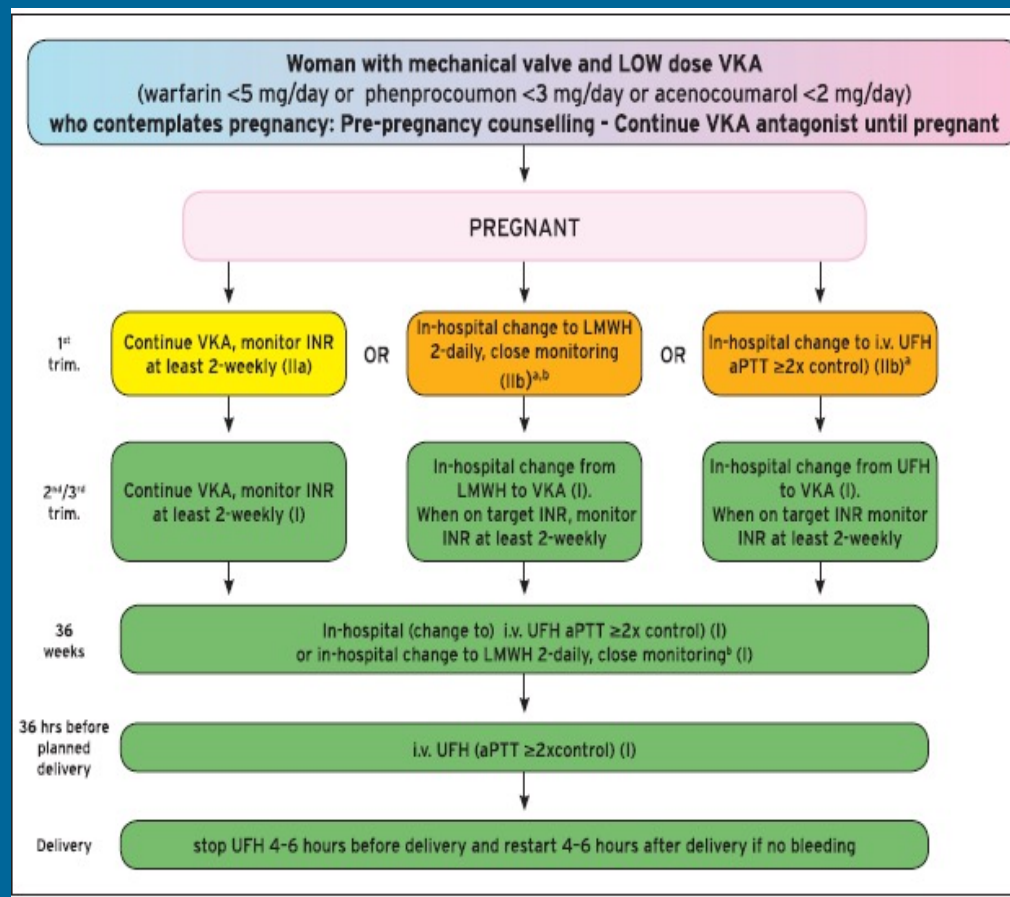 Woman with mechanical valve and LOW dose VKA
(warfarin <5 mg/day or phenprocoumon <3 mg/day or acenocoumarol <2 mg/day)
who contemplates pregnancy: Pre-pregnancy counselling - Continue VKA antagonist until pregnant
PREGNANT
1st
trim.
Continue VKA, monitor INR
at least 2-weekly (IIa)
OR
In-hospital change to LMWH
2-daily, close monitoring
(IIb)a,b
OR
In-hospital change to i.v. UFH
aPTT ≥2x control) (IIb)a
2nd/3rd
trim.
Continue VKA, monitor INR
at least 2-weekly (I)
In-hospital change from
LMWH to VKA (I).
When on target INR, monitor
INR at least 2-weekly
In-hospital change from UFH
to VKA (I).
When on target INR monitor
INR at least 2-weekly
36
weeks
In-hospital (change to) i.v. UFH aPTT ≥2x control) (I)
or in-hospital change to LMWH 2-daily, close monitoringb (I)
36 hrs before
planned
delivery
i.v. UFH (aPTT ≥2xcontrol) (I)
Delivery
stop UFH 4-6 hours before delivery and restart 4-6 hours after delivery if no bleeding